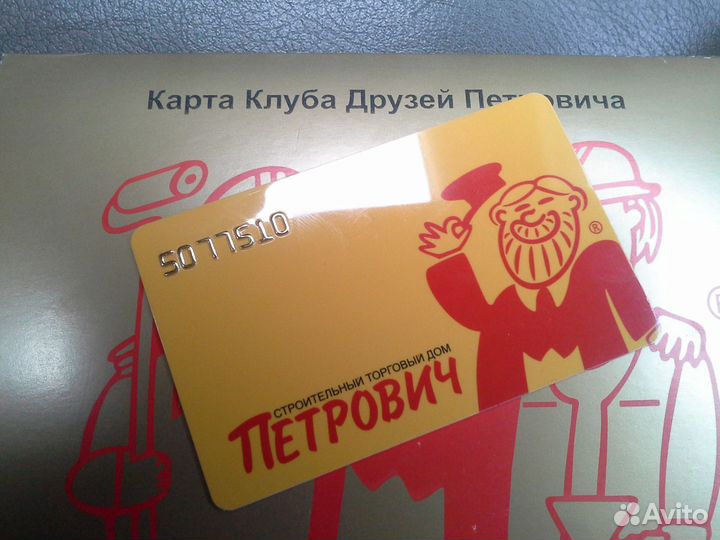 Карта Клуба Друзей Петровича
5077510
®
СТРОИТЕЛЬНЫЙ ТОРГОВЫЙ ДОМ
ПЕТРОВИЧ
Avito